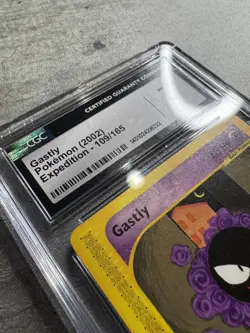 CERTIFIED GUARANTY COMPANY
CGC
Gastly
Pokémon (2002)
Expedition - 109/165
Gastly